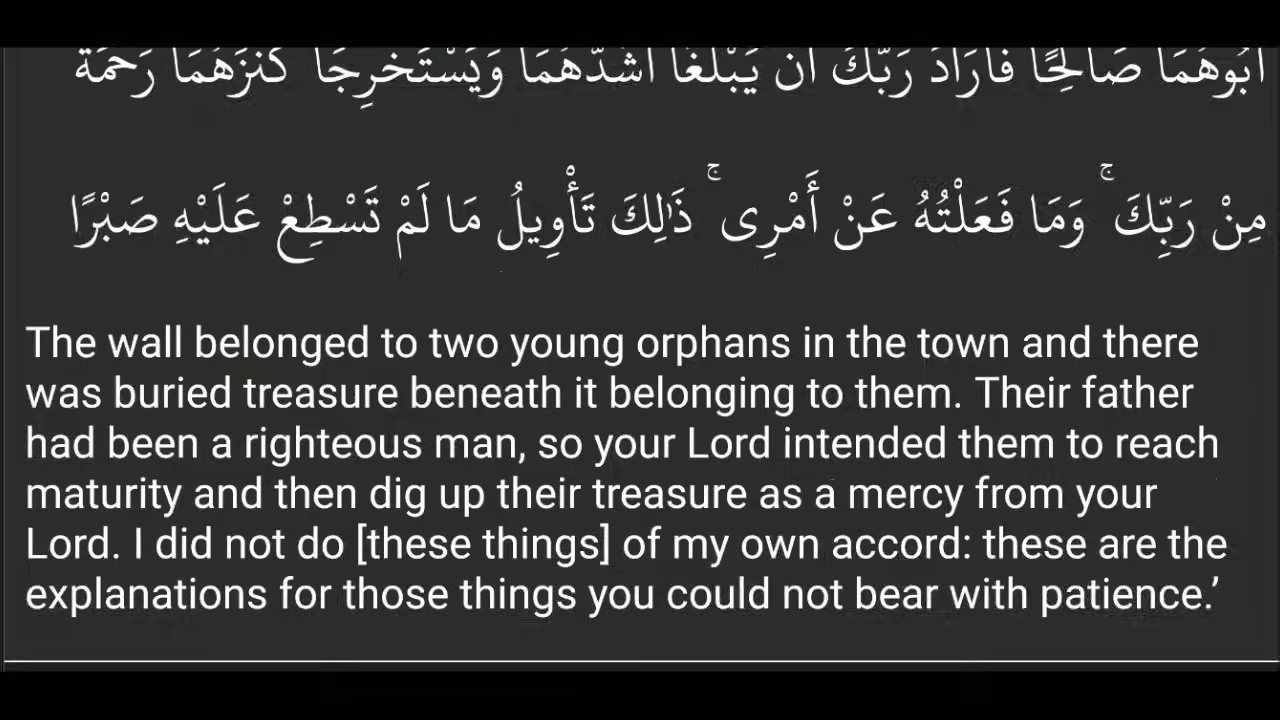 أَبُوهُمَا صَالِحًا فَأَرَادَ رَبُّكَ أَن يَبْلُغَا أَشُدَّهُمَا وَيَسْتَخْرِجَا كَنزَهُمَا رَحْمَةً
مِنْ رَبِّكَ ۚ وَمَا فَعَلْتُهُ عَنْ أَمْرِى ۚ ذَٰلِكَ تَأْوِيلُ مَا لَمْ تَسْطِعْ عَلَيْهِ صَبْرًا
The wall belonged to two young orphans in the town and there
was buried treasure beneath it belonging to them. Their father
had been a righteous man, so your Lord intended them to reach
maturity and then dig up their treasure as a mercy from your
Lord. I did not do [these things] of my own accord: these are the
explanations for those things you could not bear with patience.’